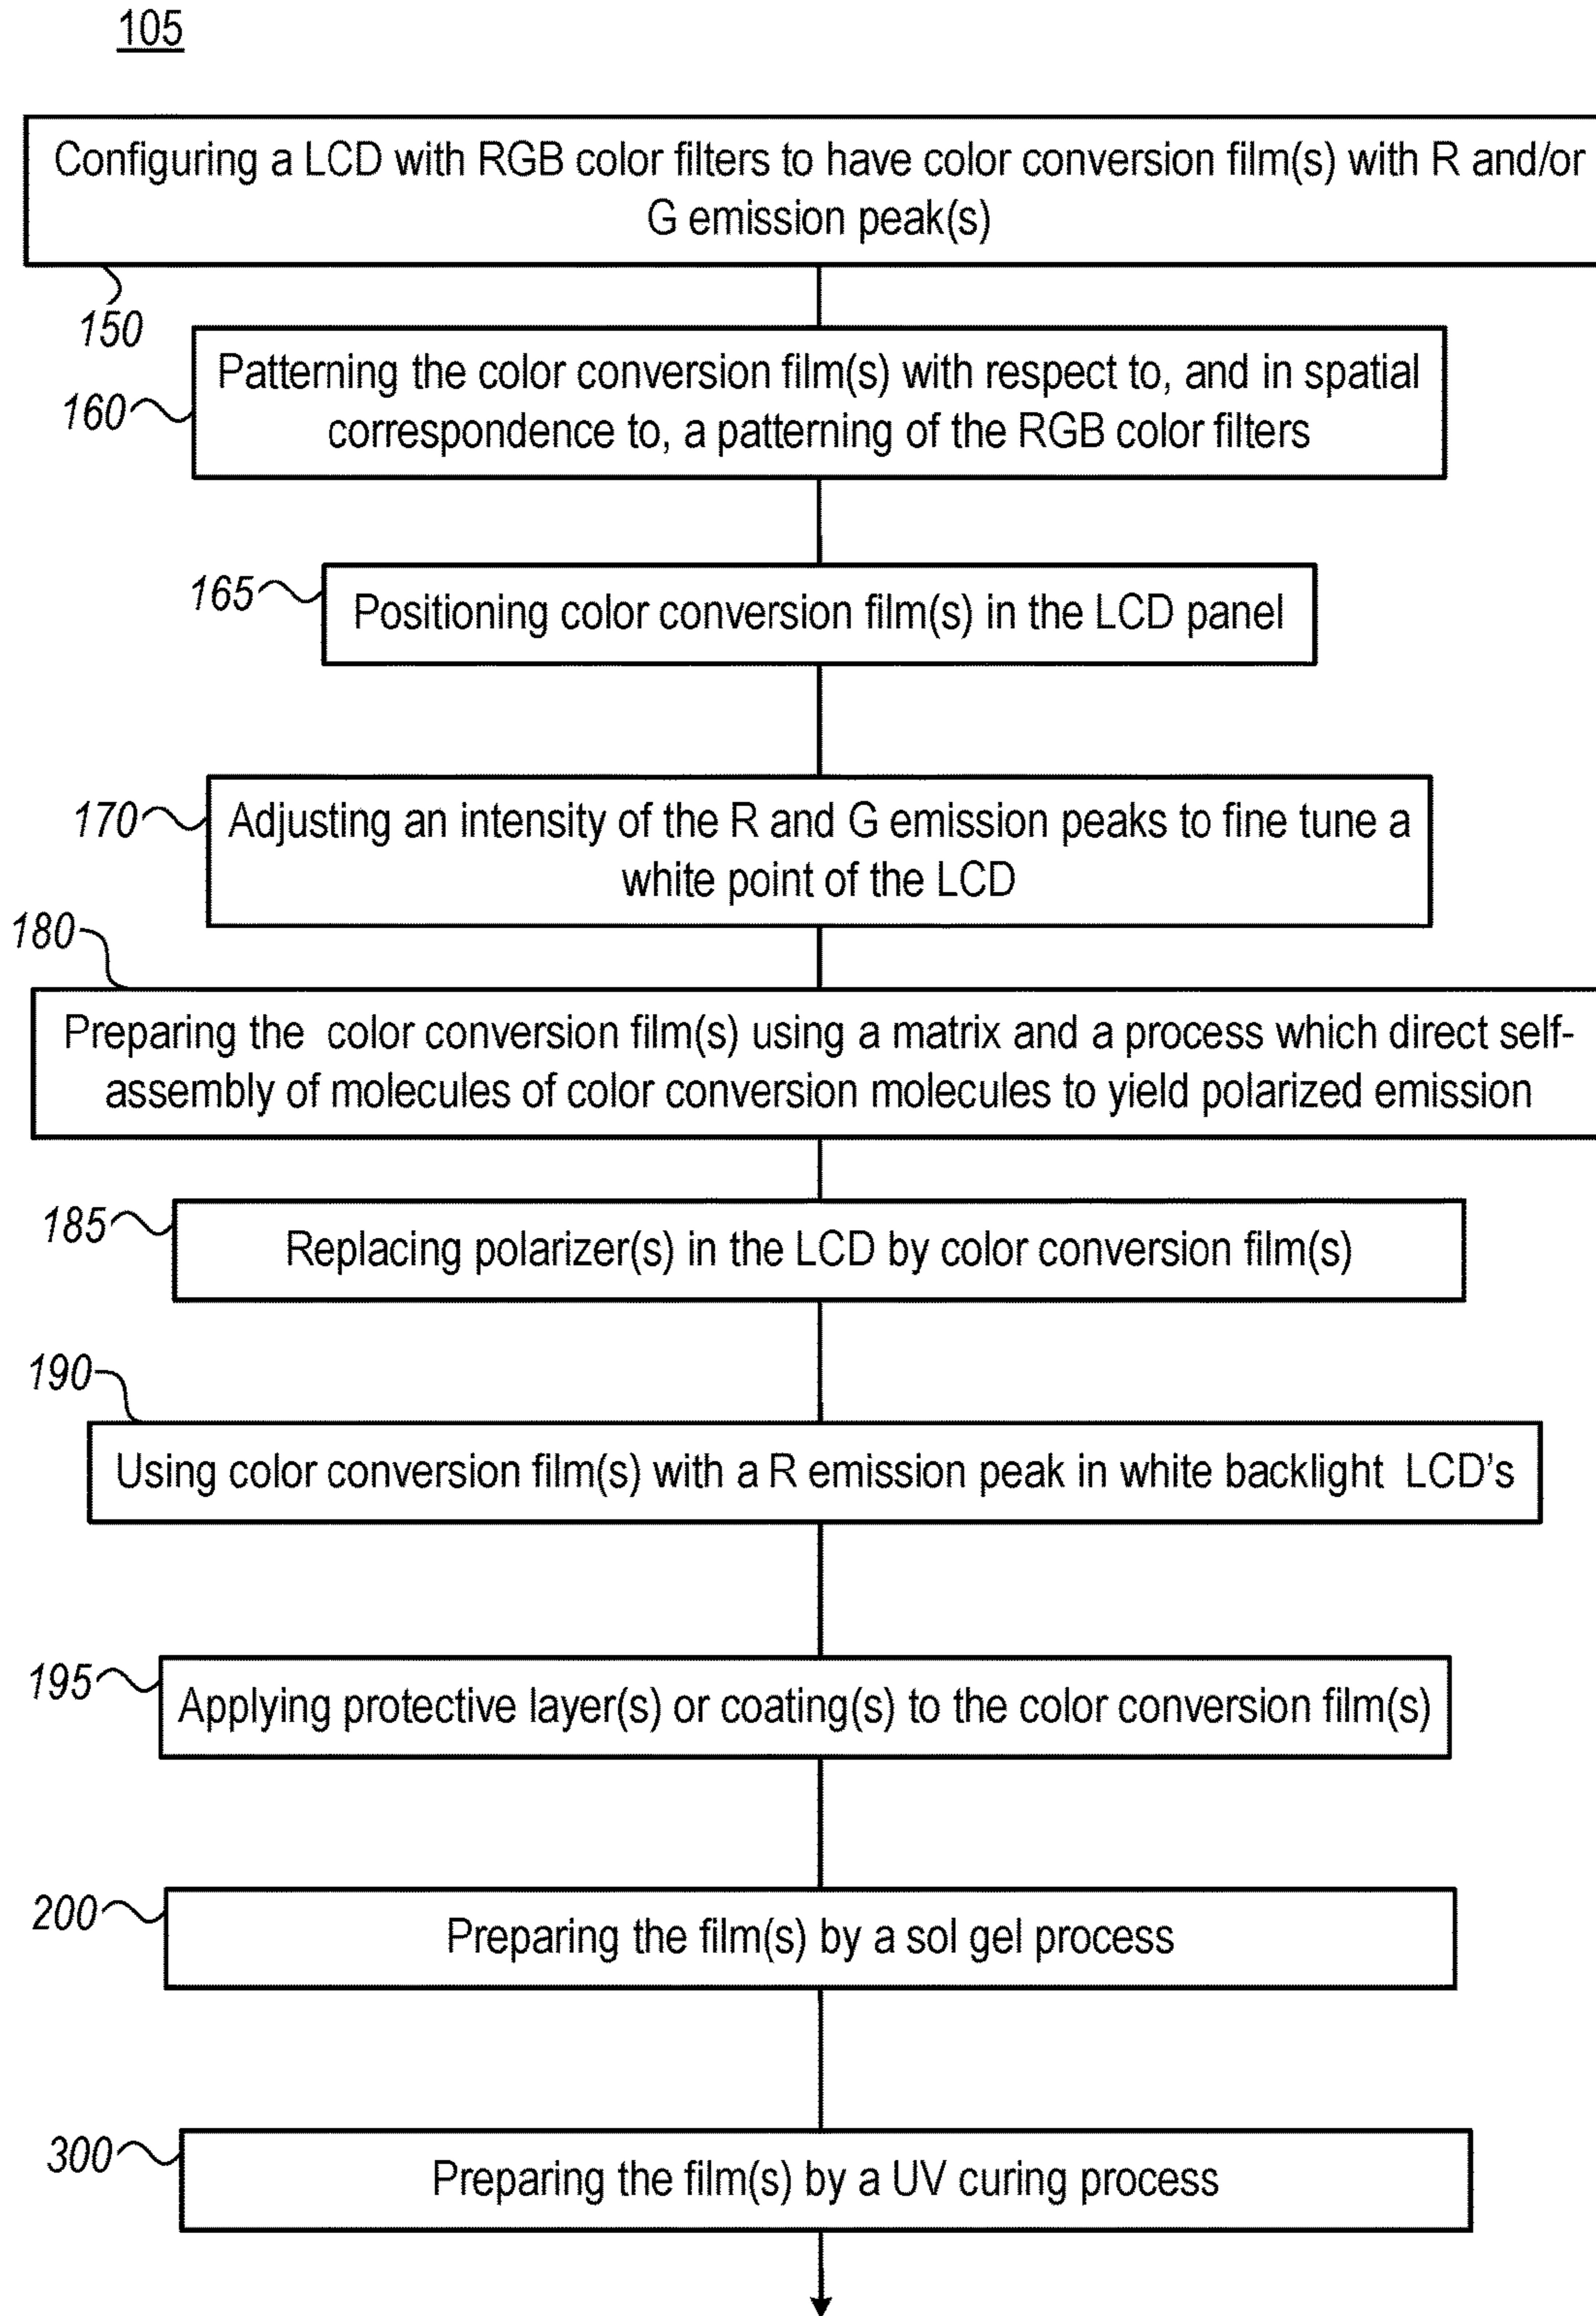 105
Configuring a LCD with RGB color filters to have color conversion film(s) with R and/or
G emission peak(s)
150
Patterning the color conversion film(s) with respect to, and in spatial
correspondence to, a patterning of the RGB color filters
160
165
Positioning color conversion film(s) in the LCD panel
170
Adjusting an intensity of the R and G emission peaks to fine tune a
white point of the LCD
180
Preparing the color conversion film(s) using a matrix and a process which direct self-
assembly of molecules of color conversion molecules to yield polarized emission
185
Replacing polarizer(s) in the LCD by color conversion film(s)
190
Using color conversion film(s) with a R emission peak in white backlight LCD's
195
Applying protective layer(s) or coating(s) to the color conversion film(s)
200
Preparing the film(s) by a sol gel process
300
Preparing the film(s) by a UV curing process